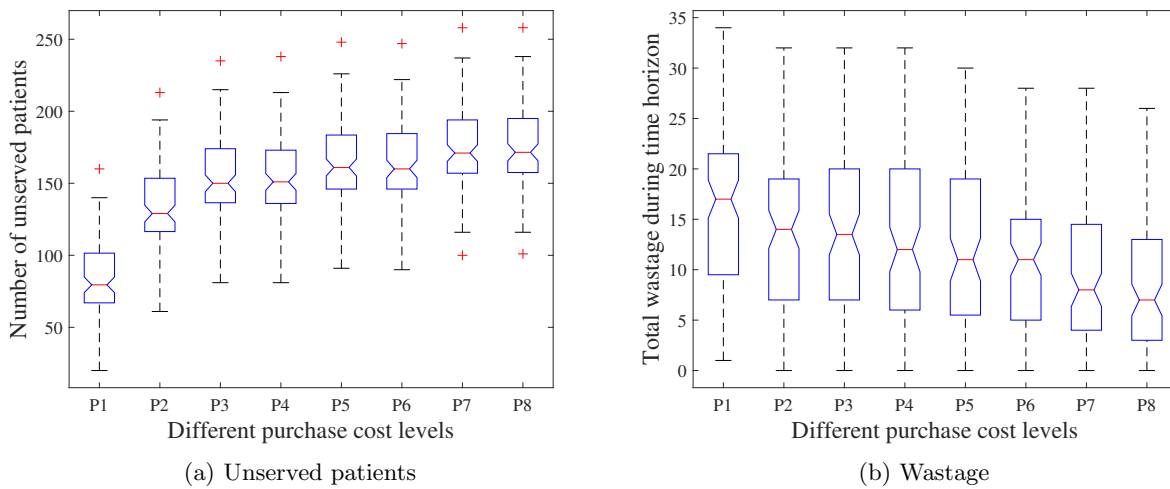 250
200
150
100
50
Number of unserved patients
P1 P2 P3 P4 P5 P6 P7 P8
Different purchase cost levels
(a) Unserved patients
35
30
25
20
15
10
5
0
Total wastage during time horizon
P1 P2 P3 P4 P5 P6 P7 P8
Different purchase cost levels
(b) Wastage